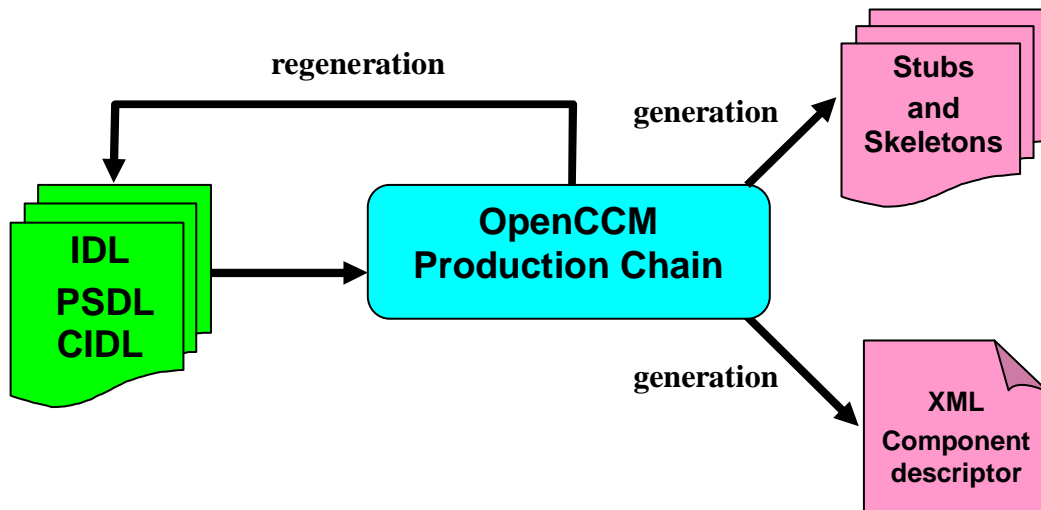 regeneration
generation
Stubs
and
Skeletons
IDL
PSDL
CIDL
OpenCCM
Production Chain
generation
XML
Component
descriptor